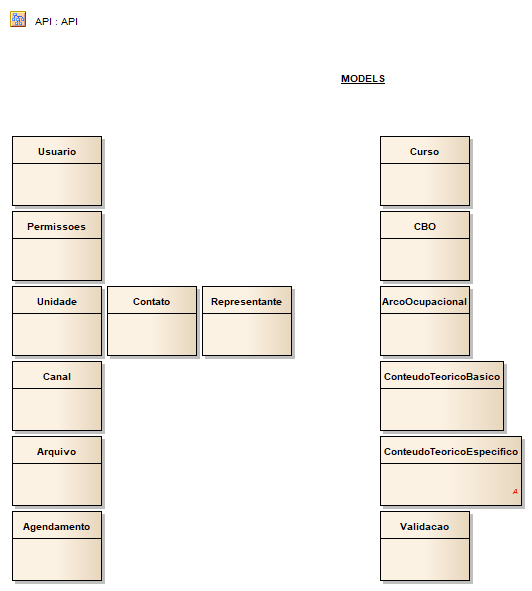 API : API
MODELS
Usuario
Curso
Permissoes
CBO
Unidade
Contato
Representante
ArcoOcupacional
Canal
ConteudoTeoricoBasico
Arquivo
ConteudoTeoricoEspecifico
A
Agendamento
Validacao